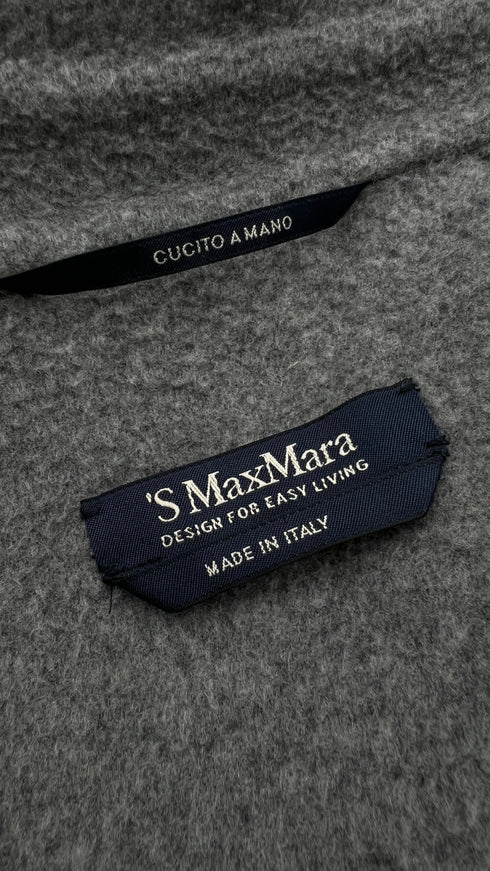 CUCITO A MANO
'S MaxMara
DESIGN FOR EASY LIVING
MADE IN ITALY